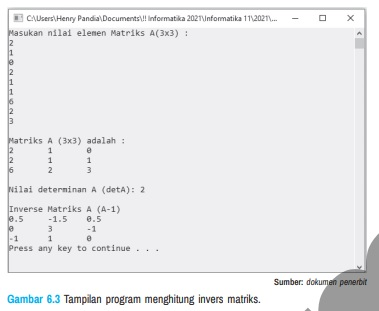 C:\Users\Henry Pandia\Documents\!! Informatika 2021\Informatika 11\2021\...
Masukan nilai elemen Matriks A(3x3) :
2
1
0
2
1
1
6
2
3
Matriks A (3x3) adalah :
2 1 0
2 1 1
6 2 3
Nilai determinan A (detA): 2
Inverse Matriks A (A-1)
0.5 -1.5 0.5
0 3 -1
-1 1 0
Press any key to continue . . .
Sumber: dokumen penerbit
Gambar 6.3 Tampilan program menghitung invers matriks.